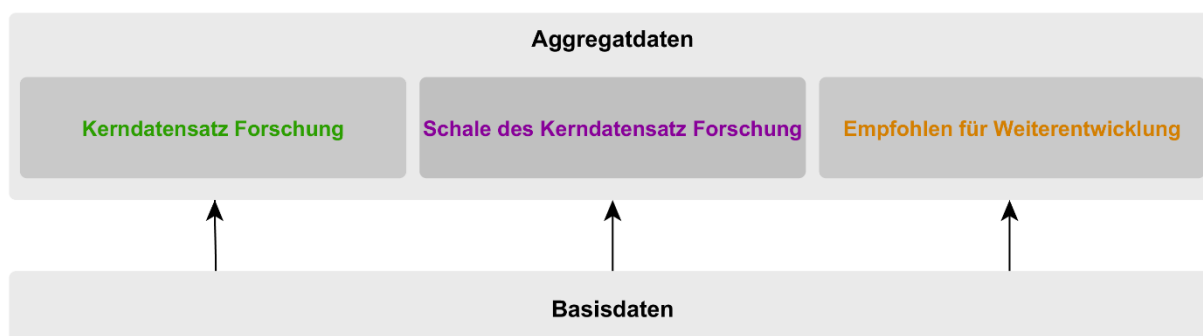 Aggregatdaten
Kerndatensatz Forschung
Schale des Kerndatensatz Forschung
Empfohlen für Weiterentwicklung
Basisdaten